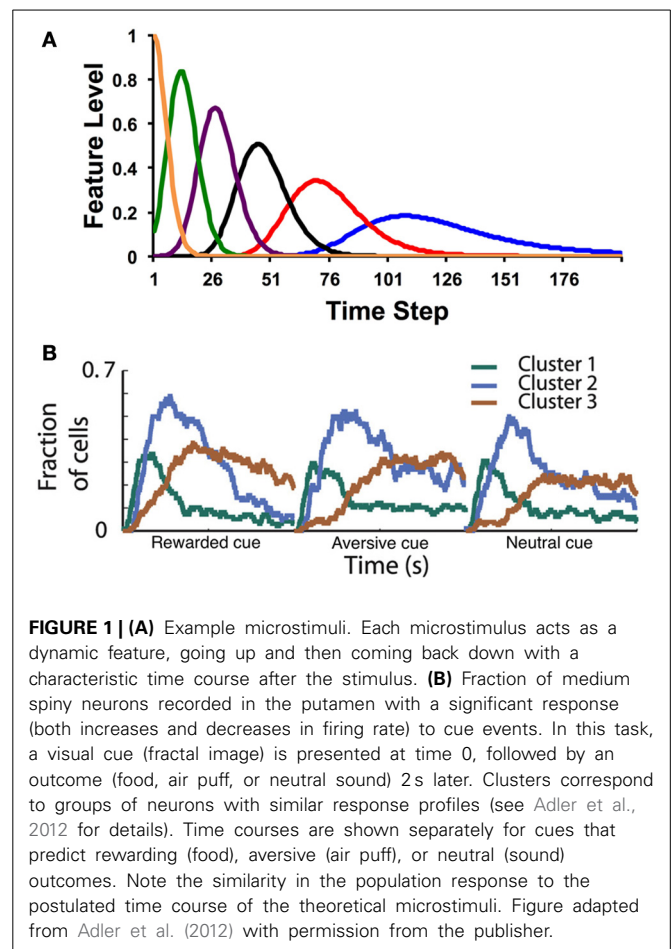 A
Feature Level
1
0.8
0.6
0.4
0.2
0
1 26 51 76 101 126 151 176
Time Step
B
0.7
Fraction
of cells
0
Cluster 1
Cluster 2
Cluster 3
Rewarded cue Aversive cue Neutral cue
Time (s)
FIGURE 1 | (A) Example microstimuli. Each microstimulus acts as a
dynamic feature, going up and then coming back down with a
characteristic time course after the stimulus. (B) Fraction of medium
spiny neurons recorded in the putamen with a significant response
(both increases and decreases in firing rate) to cue events. In this task,
a visual cue (fractal image) is presented at time 0, followed by an
outcome (food, air puff, or neutral sound) 2 s later. Clusters correspond
to groups of neurons with similar response profiles (see Adler et al.,
2012 for details). Time courses are shown separately for cues that
predict rewarding (food), aversive (air puff), or neutral (sound)
outcomes. Note the similarity in the population response to the
postulated time course of the theoretical microstimuli. Figure adapted
from Adler et al. (2012) with permission from the publisher.